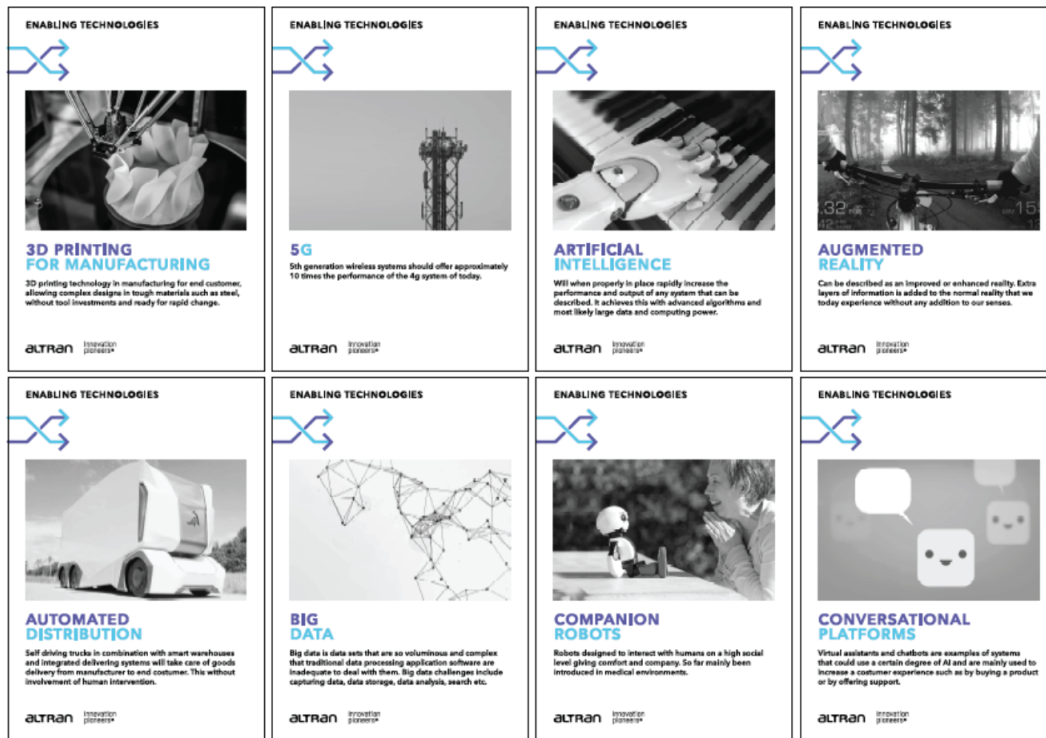 ENABLING TECHNOLOGIES
3D PRINTING
FOR MANUFACTURING
3D printing technology in manufacturing for end customer,
allowing complex designs in tough materials such as steel,
without tool investments and ready for rapid change.
altran
Innovation
pioneers
ENABLING TECHNOLOGIES
5G
5th generation wireless systems should offer approximately
10 times the performance of the 4g system of today.
altran
Innovation
pioneers
ENABLING TECHNOLOGIES
ARTIFICIAL
INTELLIGENCE
Will when properly in place rapidly increase the
performance and output of any system that can be
described. It achieves this with advanced algorithms and
most likely large data and computing power.
altran
Innovation
pioneers
ENABLING TECHNOLOGIES
.32
15
AUGMENTED
REALITY
Can be described as an improved or enhanced reality. Extra
layers of information is added to the normal reality that we
today experience without any addition to our senses.
altran
Innovation
pioneers
ENABLING TECHNOLOGIES
AUTOMATED
DISTRIBUTION
Self driving trucks in combination with smart warehouses
and integrated delivering systems will take care of goods
delivery from manufacturer to end costumer. This without
involvement of human intervention.
altran
Innovation
pioneers
ENABLING TECHNOLOGIES
BIG
DATA
Big data is data sets that are so voluminous and complex
that traditional data processing application software are
inadequate to deal with them. Big data challenges include
capturing data, data storage, data analysis, search etc.
altran
Innovation
pioneers
ENABLING TECHNOLOGIES
COMPANION
ROBOTS
Robots designed to interact with humans on a high social
level giving comfort and company. So far mainly been
introduced in medical environments.
altran
Innovation
pioneers
ENABLING TECHNOLOGIES
CONVERSATIONAL
PLATFORMS
Virtual assistants and chatbots are examples of systems
that could use a certain degree of AI and are mainly used to
increase a costumer experience such as by buying a product
or by offering support.
altran
Innovation
pioneers